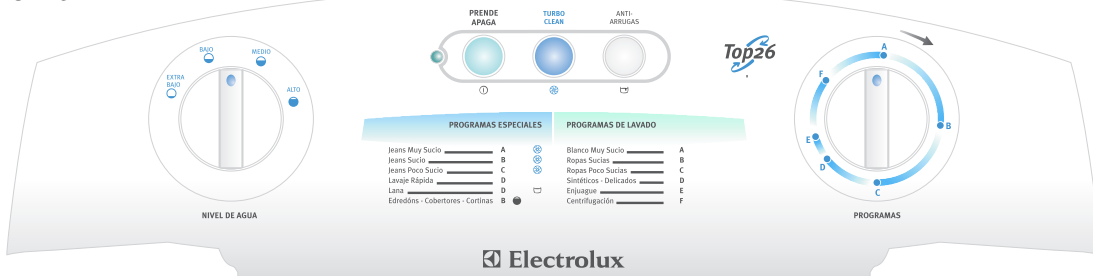 PRENDE
APAGA
TURBO
CLEAN
ANTI-
ARRUGAS
BAJO
MEDIO
EXTRA
BAJO
ALTO
NIVEL DE AGUA
Top26
PROGRAMAS ESPECIALES
Jeans Muy Sucio A
Jeans Sucio B
Jeans Poco Sucio C
Lavaje Rápida D
Lana D
Edredóns - Cobertores - Cortinas B
PROGRAMAS DE LAVADO
Blanco Muy Sucio A
Ropas Sucias B
Ropas Poco Sucias C
Sintéticos - Delicados D
Enjuague E
Centrifugación F
A
B
C
D
E
F
PROGRAMAS
Electrolux